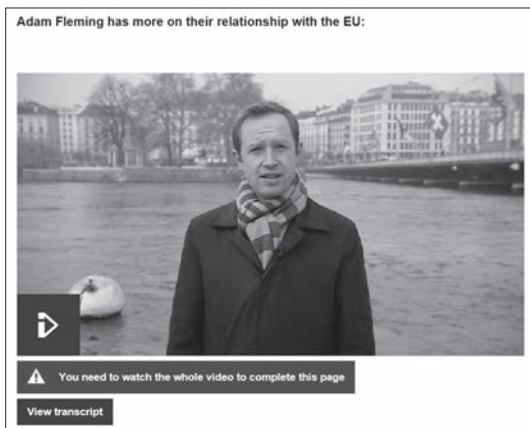 Adam Fleming has more on their relationship with the EU:
You need to watch the whole video to complete this page
View transcript